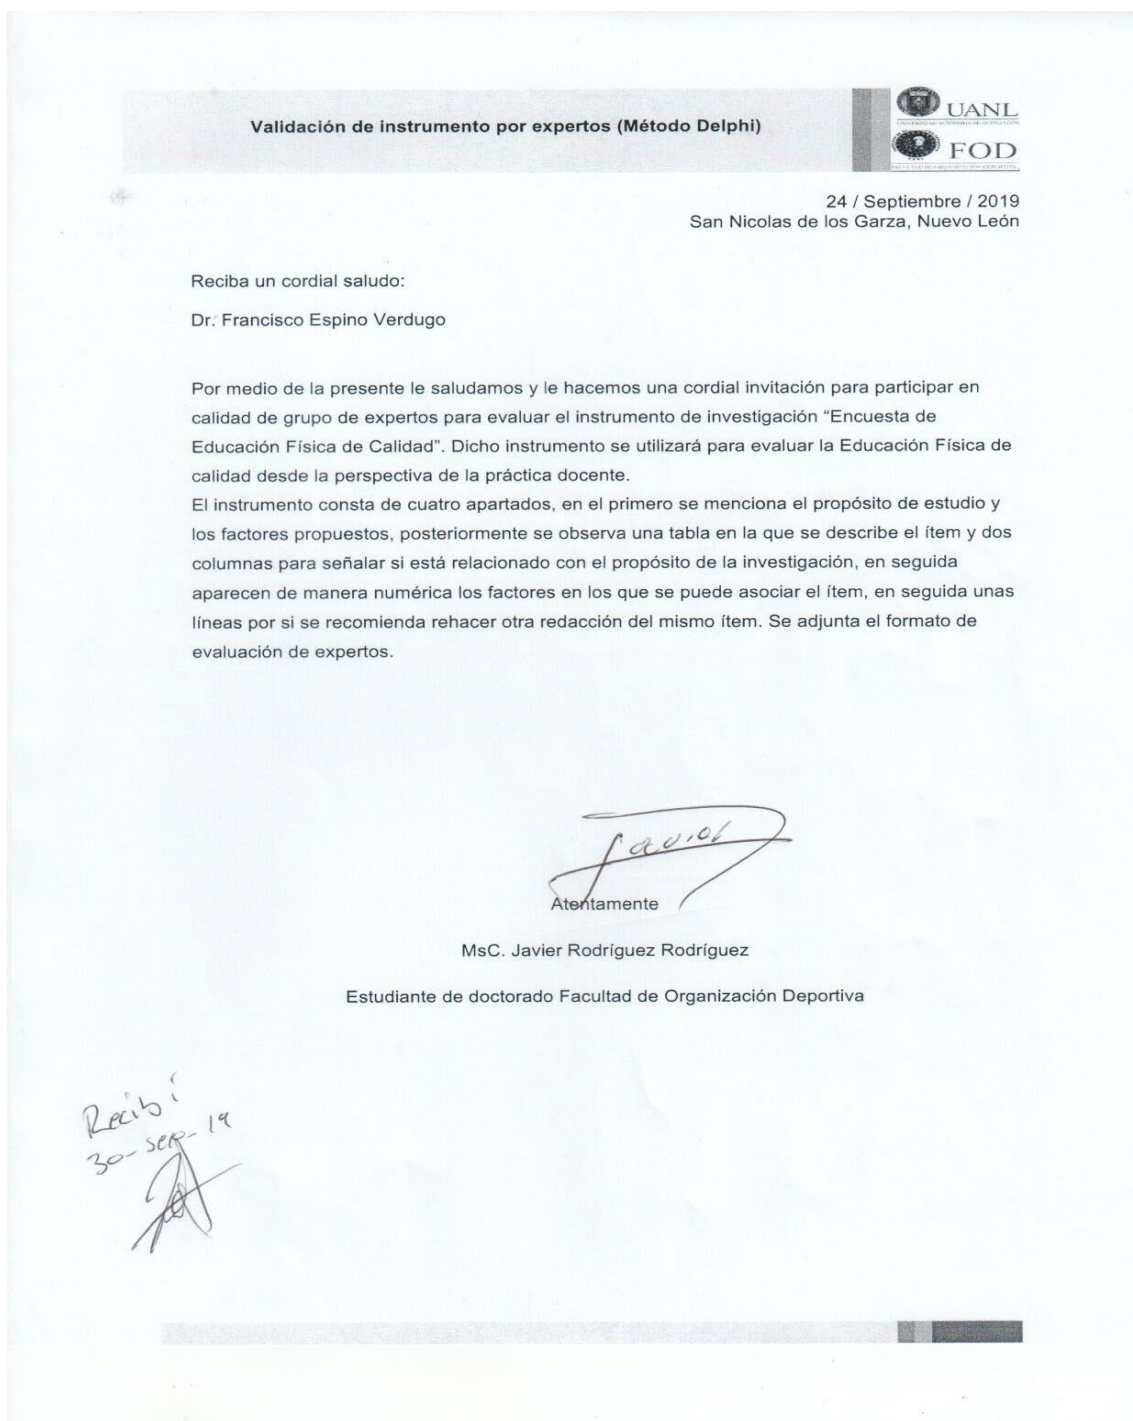 Validación de instrumento por expertos (Método Delphi)
UANL
FOD
24 / Septiembre / 2019
San Nicolas de los Garza, Nuevo León
Reciba un cordial saludo:
Dr. Francisco Espino Verdugo
Por medio de la presente le saludamos y le hacemos una cordial invitación para participar en
calidad de grupo de expertos para evaluar el instrumento de investigación “Encuesta de
Educación Física de Calidad”. Dicho instrumento se utilizará para evaluar la Educación Física de
calidad desde la perspectiva de la práctica docente.
El instrumento consta de cuatro apartados, en el primero se menciona el propósito de estudio y
los factores propuestos, posteriormente se observa una tabla en la que se describe el ítem y dos
columnas para señalar si está relacionado con el propósito de la investigación, en seguida
aparecen de manera numérica los factores en los que se puede asociar el ítem, en seguida unas
líneas por si se recomienda rehacer otra redacción del mismo ítem. Se adjunta el formato de
evaluación de expertos.
Javier
Atentamente
MsC. Javier Rodríguez Rodríguez
Estudiante de doctorado Facultad de Organización Deportiva
Recibí
30-sep-19